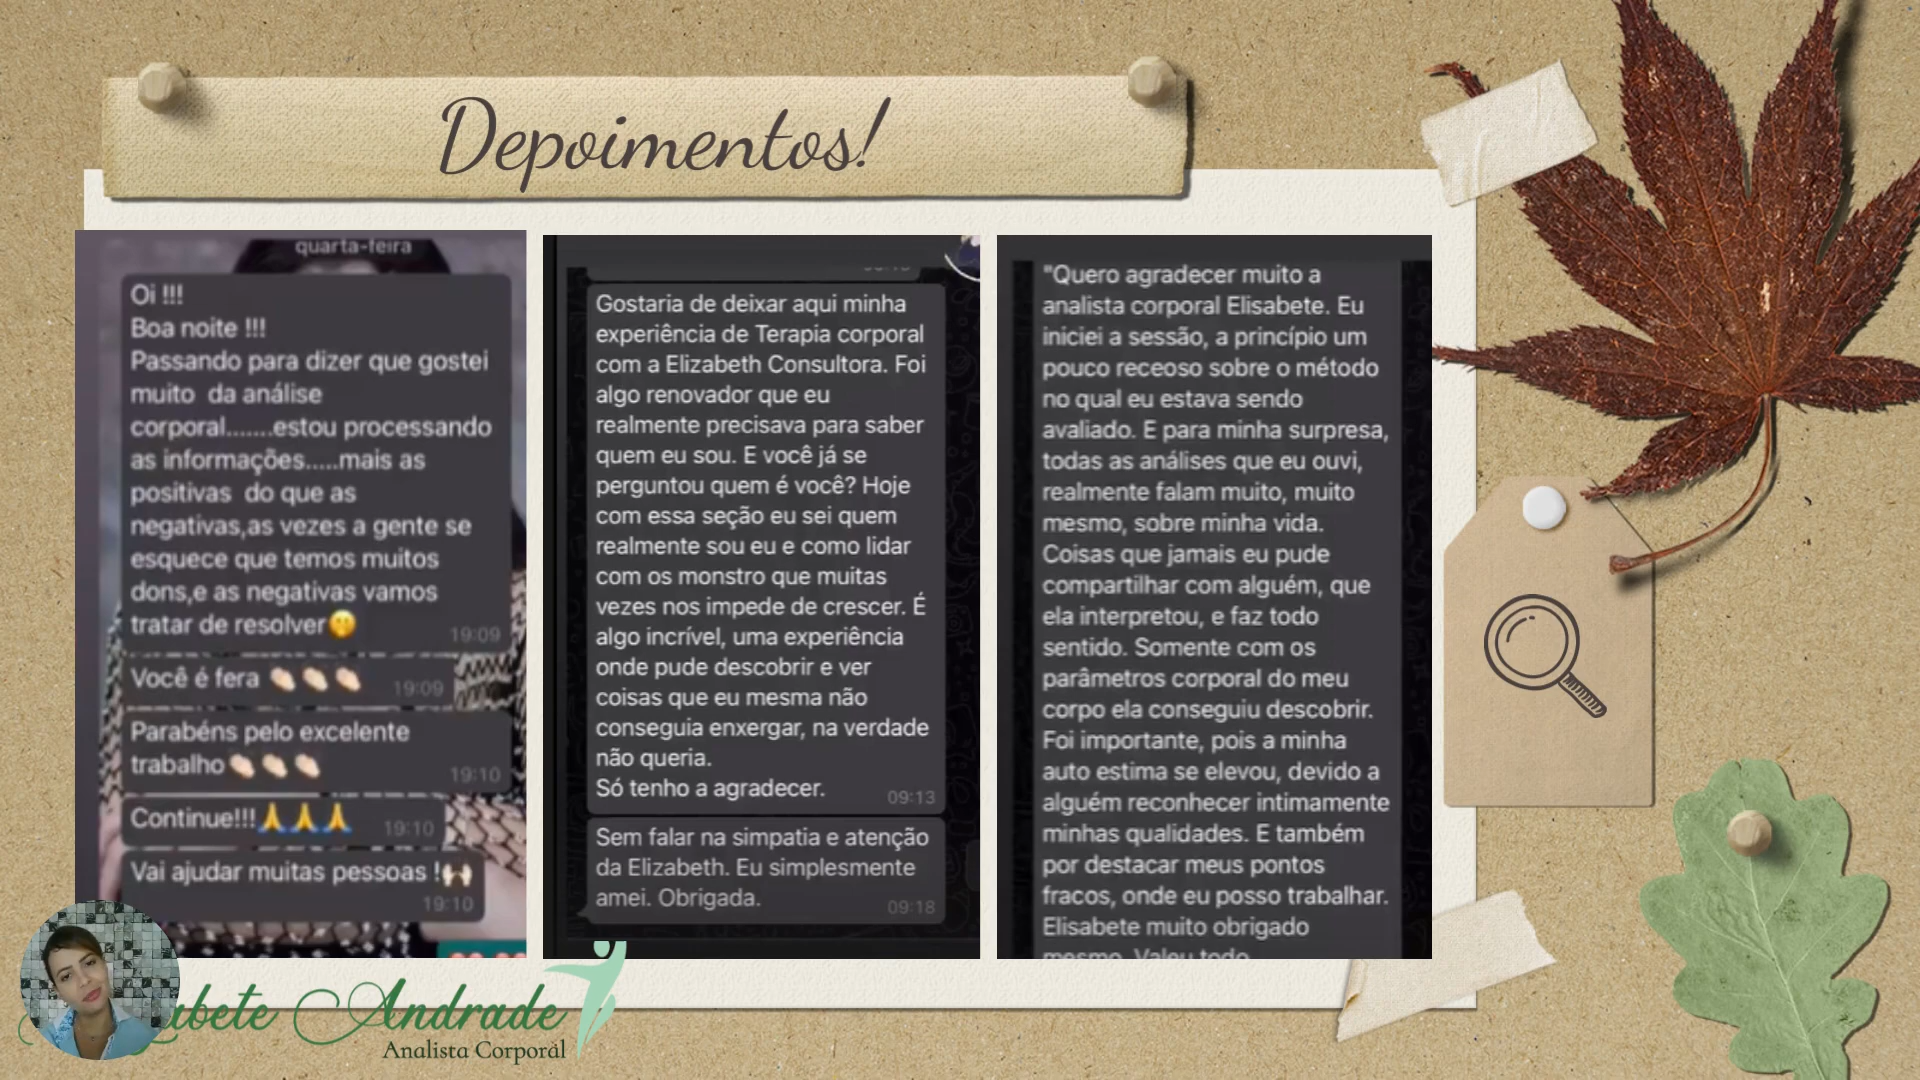 Depoimentos!
quarta-feira
Oi !!!
Boa noite !!!
Passando para dizer que gostei
muito da análise
corporal.......estou processando
as informações.....mais as
positivas do que as
negativas,as vezes a gente se
esquece que temos muitos
dons,e as negativas vamos
tratar de resolver🤭
19:09
Você é fera 👏🏻👏🏻👏🏻
19:09
Parabéns pelo excelente
trabalho👏🏻👏🏻👏🏻
19:10
Continue!!!🙏🙏🙏
19:10
Vai ajudar muitas pessoas !🙌🏻
19:10
Gostaria de deixar aqui minha
experiência de Terapia corporal
com a Elizabeth Consultora. Foi
algo renovador que eu
realmente precisava para saber
quem eu sou. E você já se
perguntou quem é você? Hoje
com essa seção eu sei quem
realmente sou eu e como lidar
com os monstro que muitas
vezes nos impede de crescer. É
algo incrível, uma experiência
onde pude descobrir e ver
coisas que eu mesma não
conseguia enxergar, na verdade
não queria.
Só tenho a agradecer.
09:13
Sem falar na simpatia e atenção
da Elizabeth. Eu simplesmente
amei. Obrigada.
09:18
"Quero agradecer muito a
analista corporal Elisabete. Eu
iniciei a sessão, a princípio um
pouco receoso sobre o método
no qual eu estava sendo
avaliado. E para minha surpresa,
todas as análises que eu ouvi,
realmente falam muito, muito
mesmo, sobre minha vida.
Coisas que jamais eu pude
compartilhar com alguém, que
ela interpretou, e faz todo
sentido. Somente com os
parâmetros corporal do meu
corpo ela conseguiu descobrir.
Foi importante, pois a minha
auto estima se elevou, devido a
alguém reconhecer intimamente
minhas qualidades. E também
por destacar meus pontos
fracos, onde eu posso trabalhar.
Elisabete muito obrigado
mesmo. Valeu todo
abete Andrade
Analista Corporal